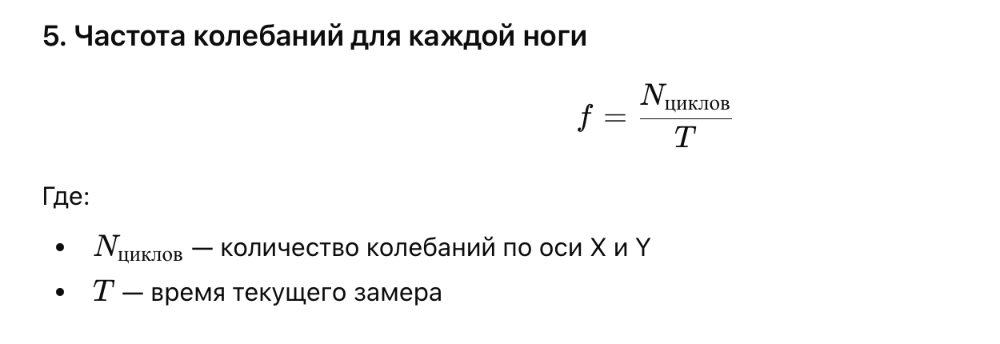 5. Частота колебаний для каждой ноги
f = N_циклов / T
Где:
• N_циклов — количество колебаний по оси X и Y
• T — время текущего замера